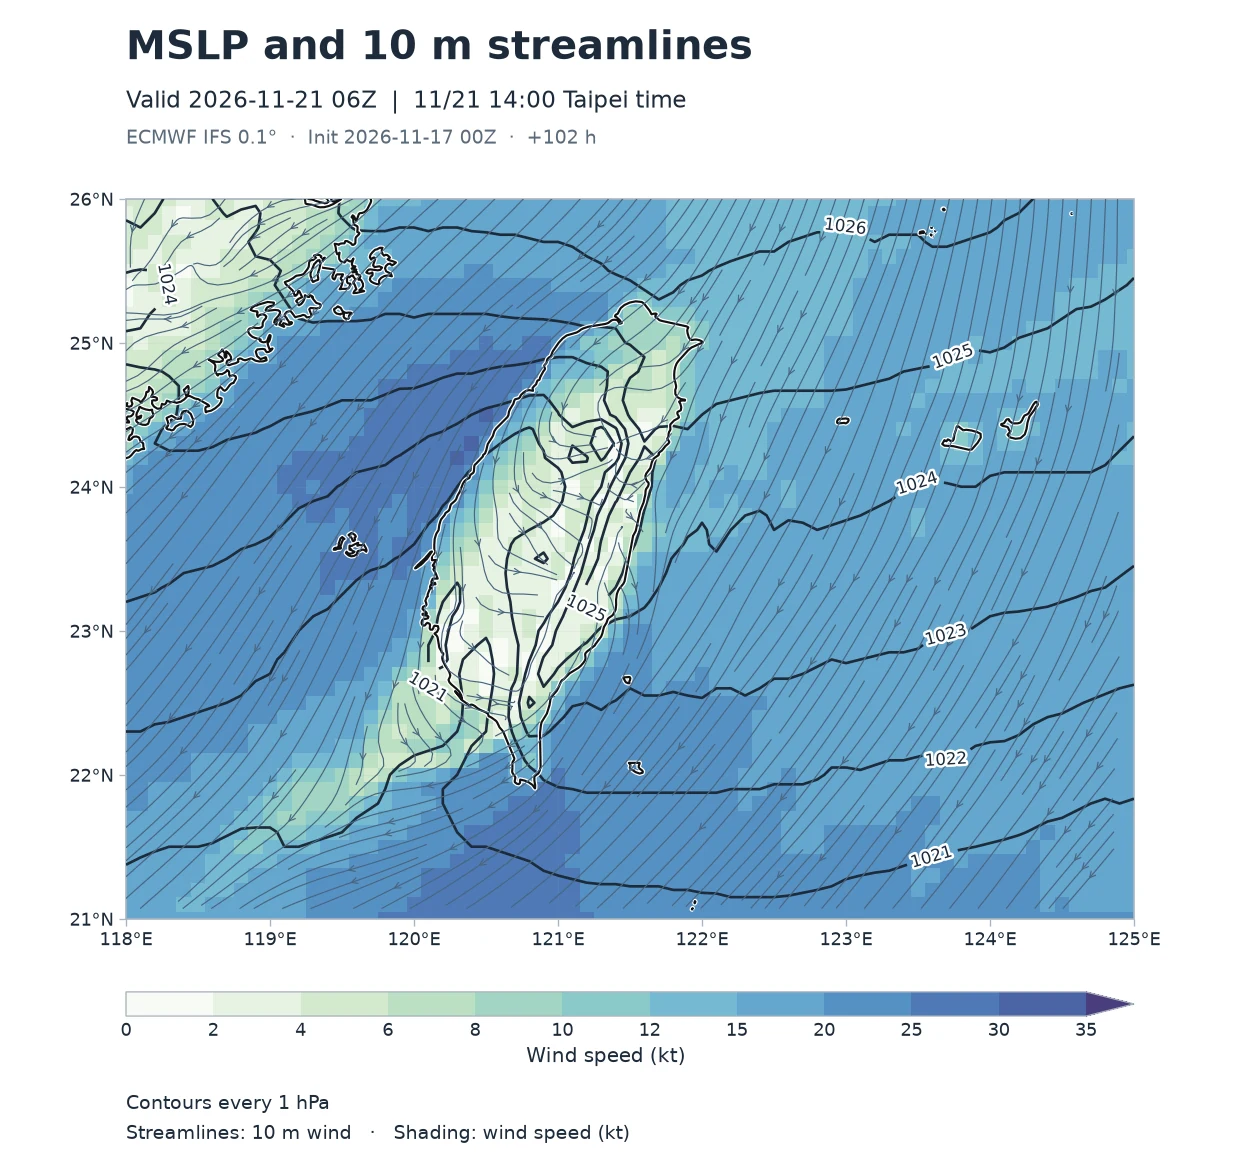 MSLP and 10 m streamlines
Valid 2026-11-21 06Z | 11/21 14:00 Taipei time
ECMWF IFS 0.1° · Init 2026-11-17 00Z · +102 h
26°N
25°N
24°N
23°N
22°N
21°N
1026
1024
1025
1024
1025
1023
1021
1022
1021
118°E 119°E 120°E 121°E 122°E 123°E 124°E 125°E
0 2 4 6 8 10 12 15 20 25 30 35
Wind speed (kt)
Contours every 1 hPa
Streamlines: 10 m wind · Shading: wind speed (kt)